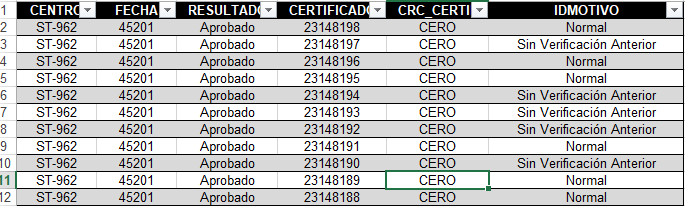 1 CENTRO FECHA RESULTADO CERTIFICADO CRC_CERTI IDMOTIVO
2 ST-962 45201 Aprobado 23148198 CERO Normal
3 ST-962 45201 Aprobado 23148197 CERO Sin Verificación Anterior
4 ST-962 45201 Aprobado 23148196 CERO Normal
5 ST-962 45201 Aprobado 23148195 CERO Normal
6 ST-962 45201 Aprobado 23148194 CERO Sin Verificación Anterior
7 ST-962 45201 Aprobado 23148193 CERO Sin Verificación Anterior
8 ST-962 45201 Aprobado 23148192 CERO Sin Verificación Anterior
9 ST-962 45201 Aprobado 23148191 CERO Normal
10 ST-962 45201 Aprobado 23148190 CERO Sin Verificación Anterior
11 ST-962 45201 Aprobado 23148189 CERO Normal
12 ST-962 45201 Aprobado 23148188 CERO Normal